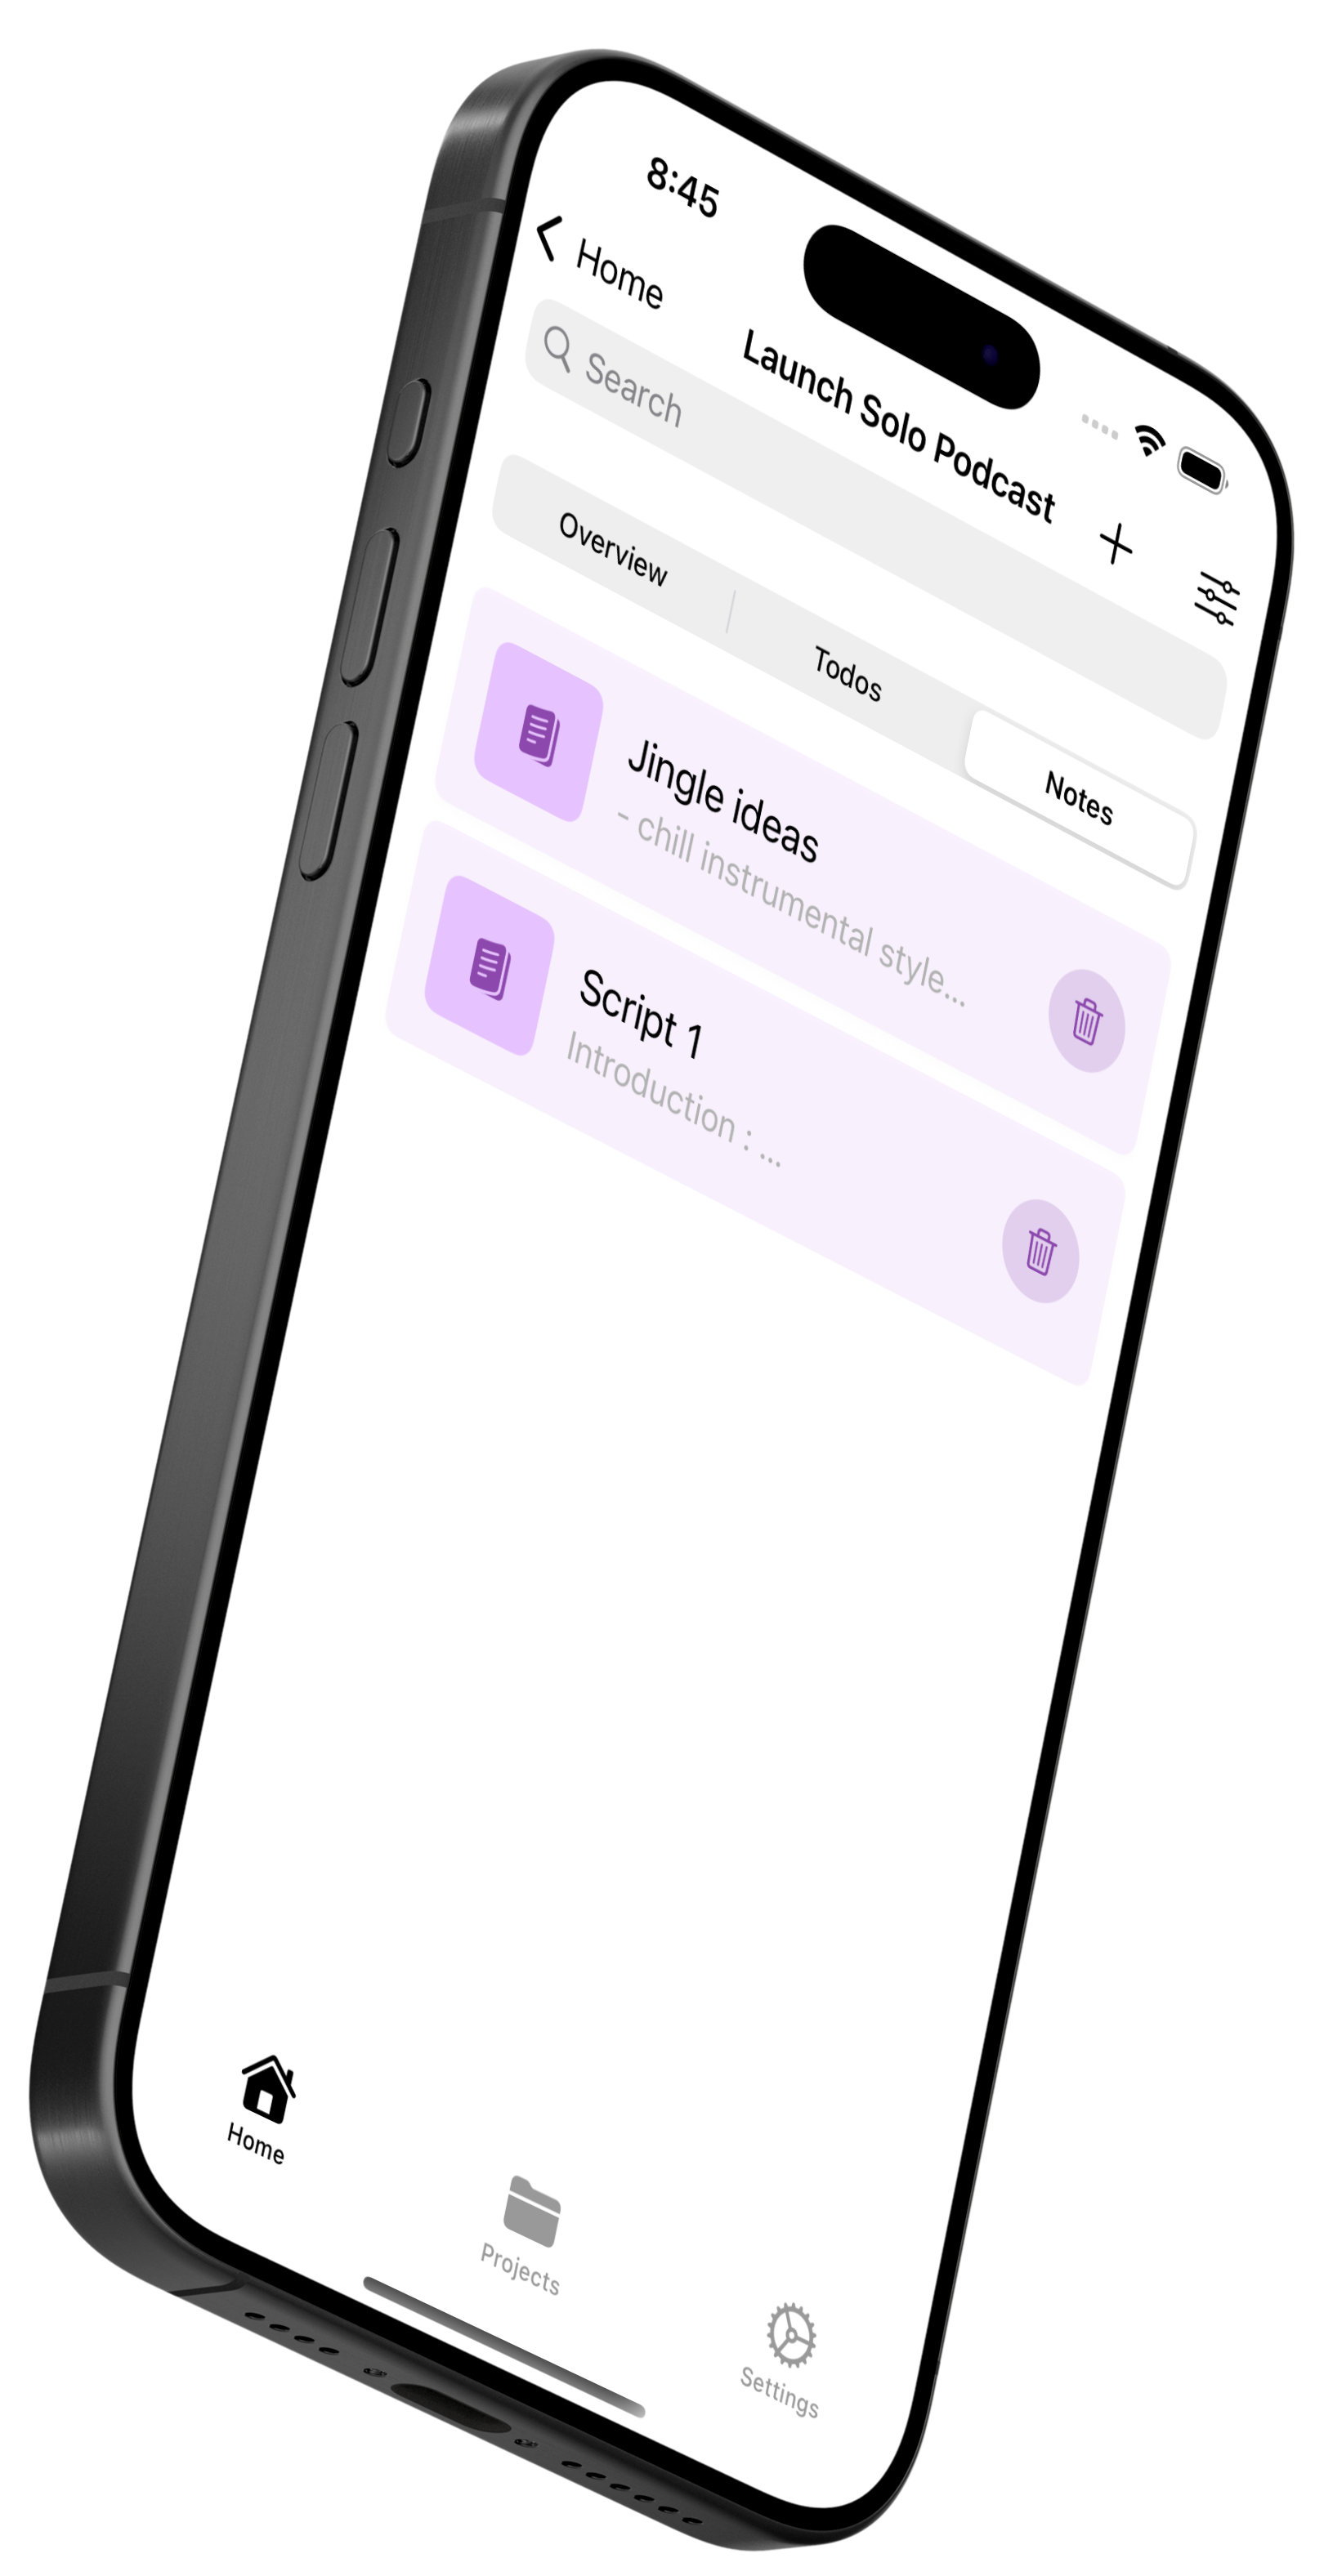 8:45
Home
Launch Solo Podcast
Search
Overview
Todos
Notes
Jingle ideas
- chill instrumental style...
Script 1
Introduction : ...
Home
Projects
Settings